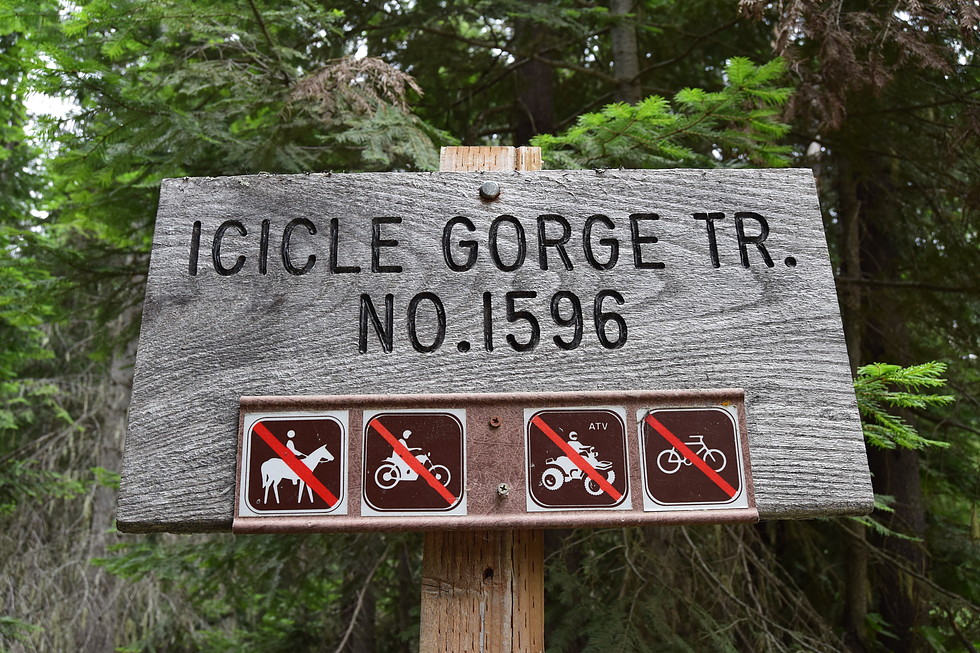 ICICLE GORGE TR.
NO.1596
ATV